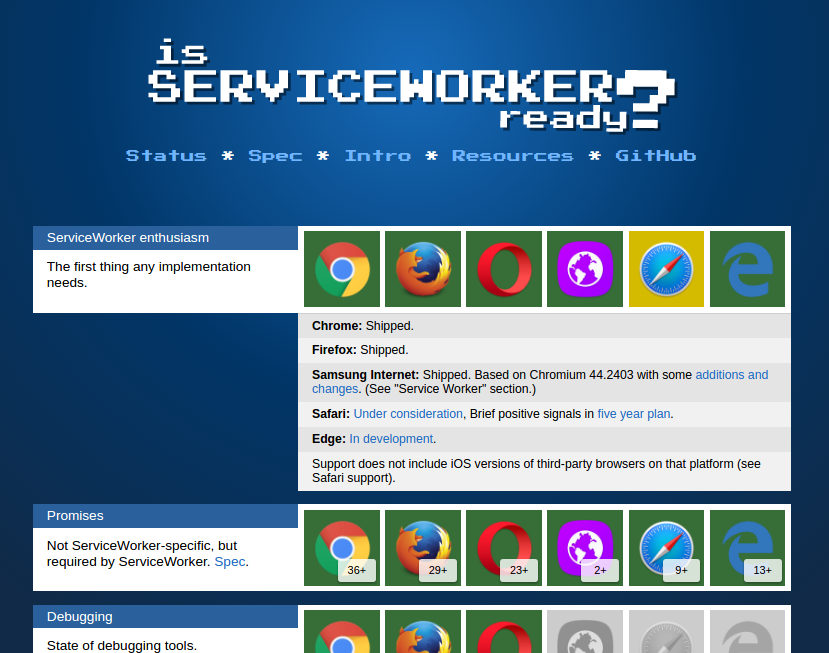 is
SERVICEWORKER
ready?
Status * Spec * Intro * Resources * GitHub
ServiceWorker enthusiasm
The first thing any implementation
needs.
Chrome: Shipped.
Firefox: Shipped.
Samsung Internet: Shipped. Based on Chromium 44.2403 with some additions and
changes. (See "Service Worker" section.)
Safari: Under consideration, Brief positive signals in five year plan.
Edge: In development.
Support does not include iOS versions of third-party browsers on that platform (see
Safari support).
Promises
Not ServiceWorker-specific, but
required by ServiceWorker. Spec.
36+ 29+ 23+ 2+ 9+ 13+
Debugging
State of debugging tools.